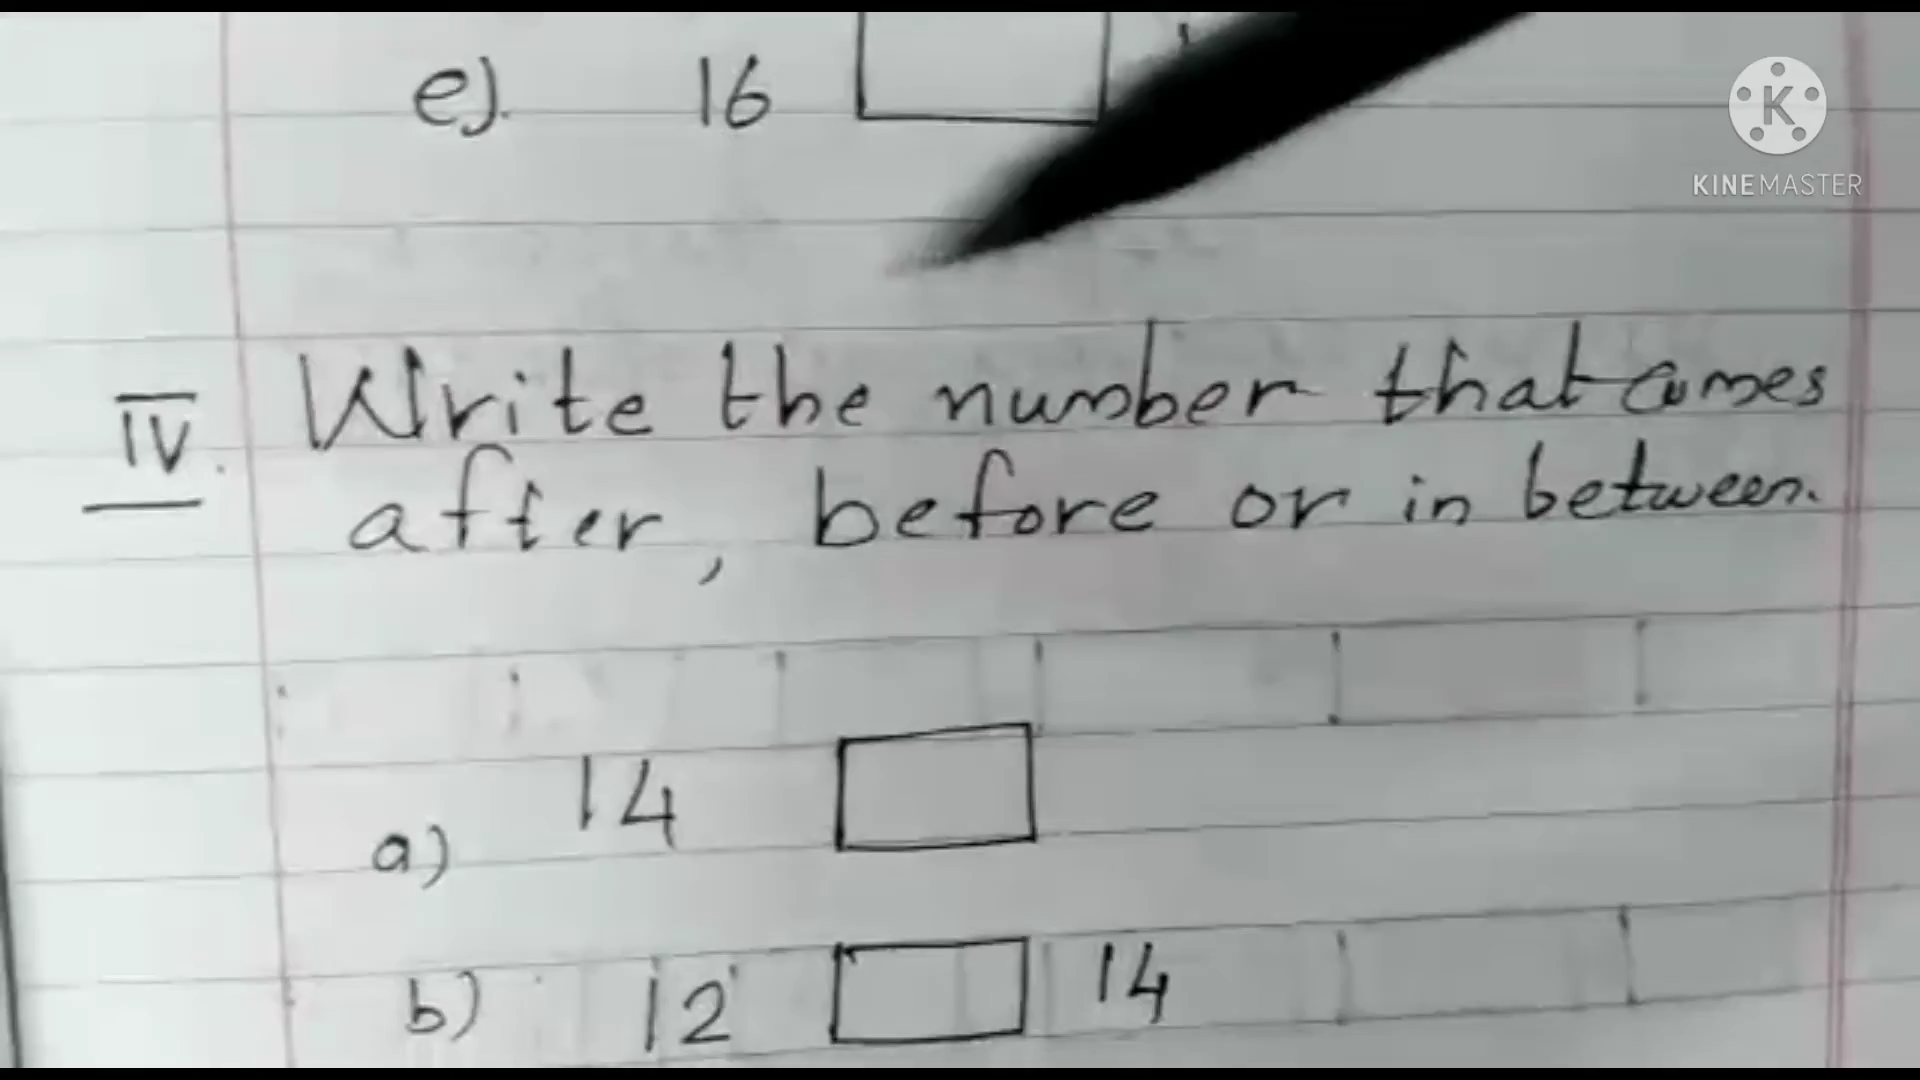 e). 16
K
KINEMASTER
IV. Write the number that comes
after, before or in between.
a) 14
b) 12 14